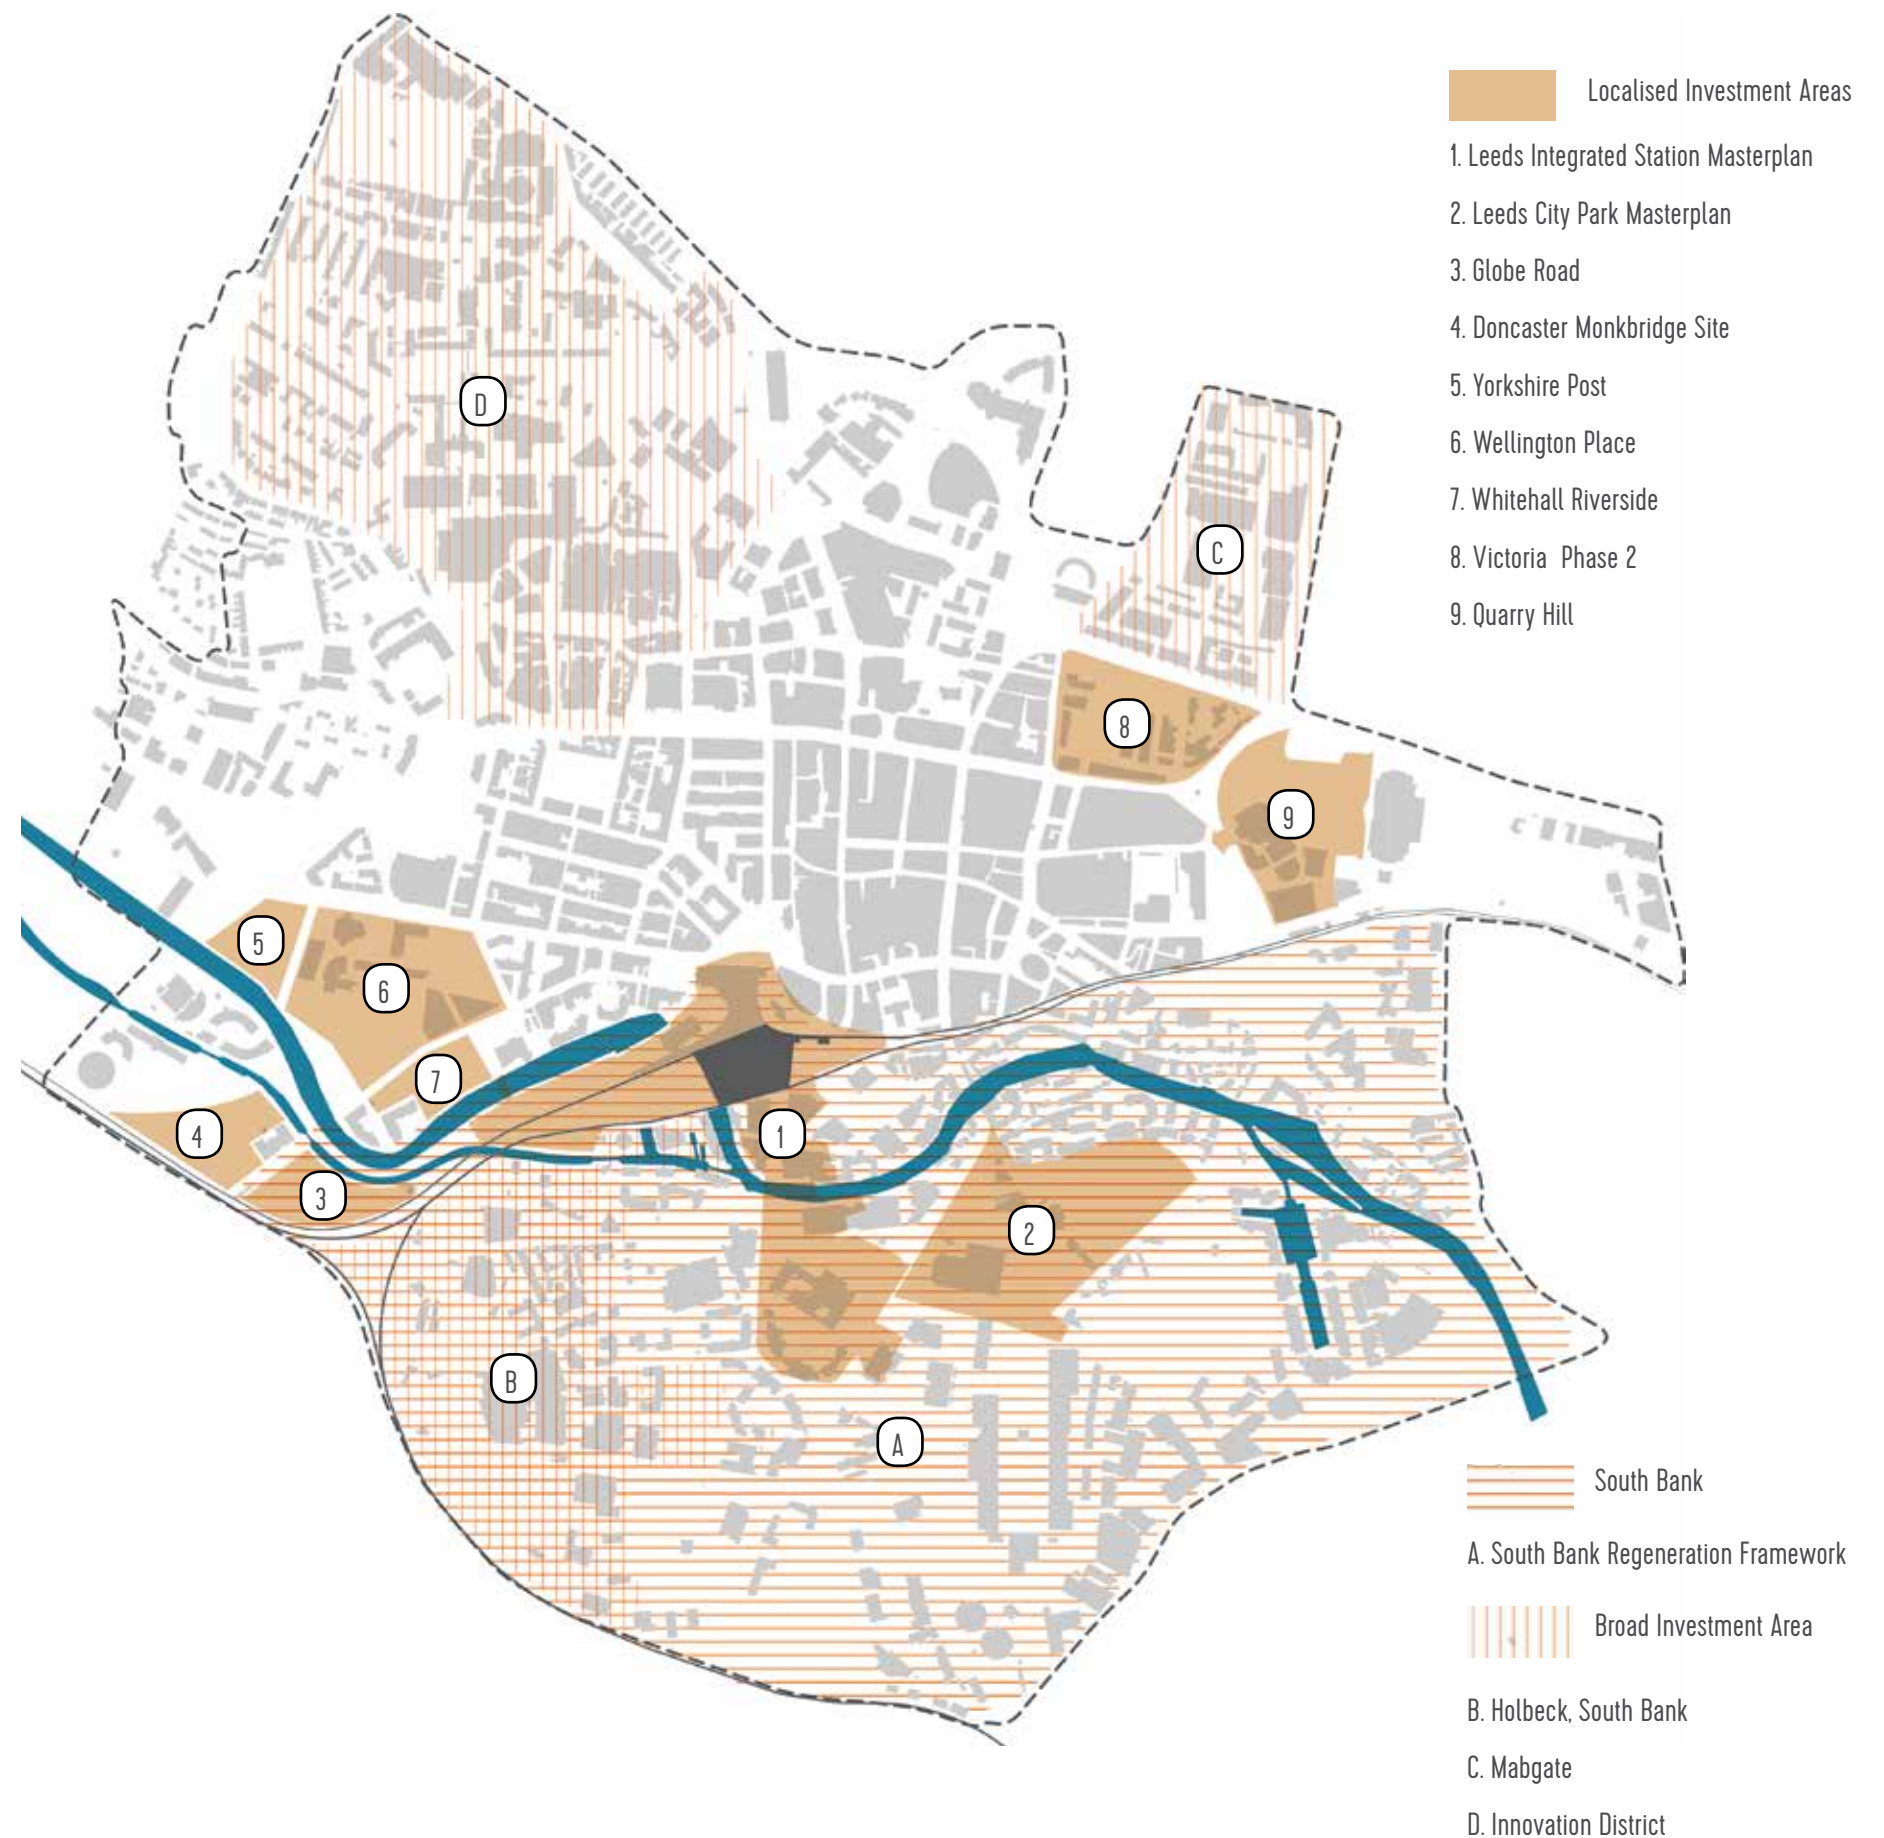 Localised Investment Areas
1. Leeds Integrated Station Masterplan
2. Leeds City Park Masterplan
3. Globe Road
4. Doncaster Monkbridge Site
5. Yorkshire Post
6. Wellington Place
7. Whitehall Riverside
8. Victoria Phase 2
9. Quarry Hill
D
C
8
9
5
6
7
4
1
3
2
B
A
South Bank
A. South Bank Regeneration Framework
Broad Investment Area
B. Holbeck, South Bank
C. Mabgate
D. Innovation District